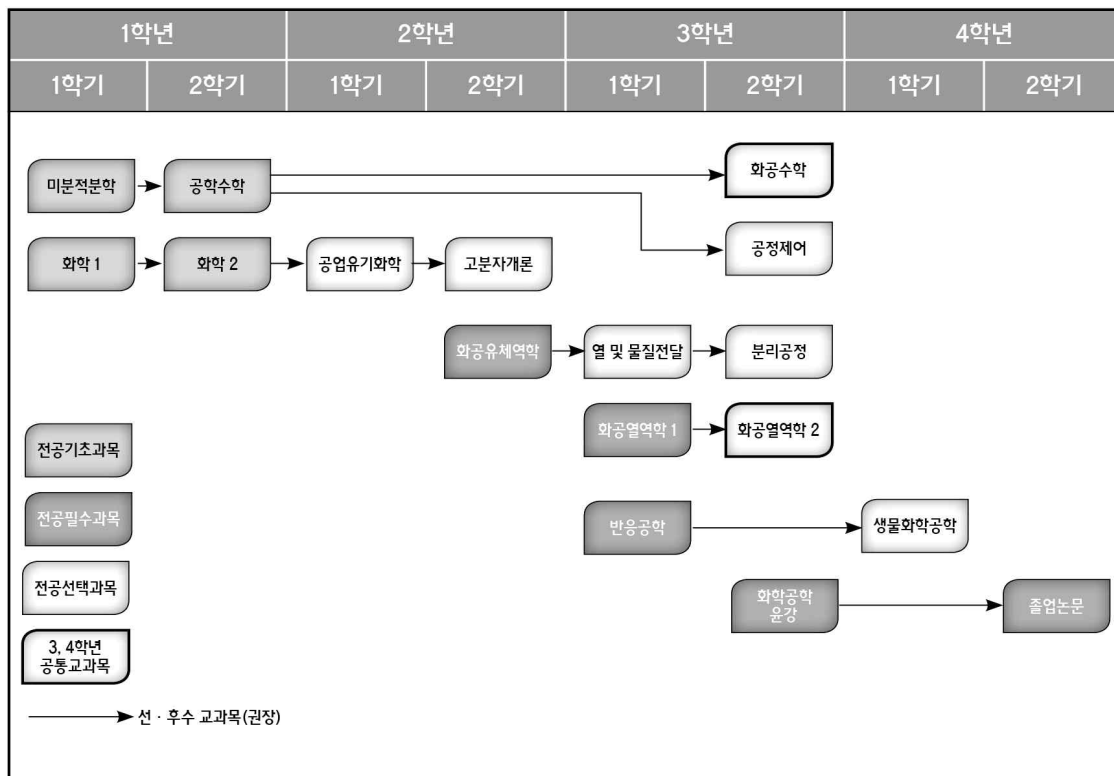 1학년 2학년 3학년 4학년
1학기 2학기 1학기 2학기 1학기 2학기 1학기 2학기
미분적분학 공학수학 화공수학
화학 1 화학 2 공업유기화학 고분자개론 공정제어
화공유체역학 열 및 물질전달 분리공정
화공열역학 1 화공열역학 2
전공기초과목
전공필수과목 반응공학 생물화학공학
전공선택과목
화학공학
윤강
졸업논문
3, 4학년
공통교과목
선 · 후수 교과목(권장)